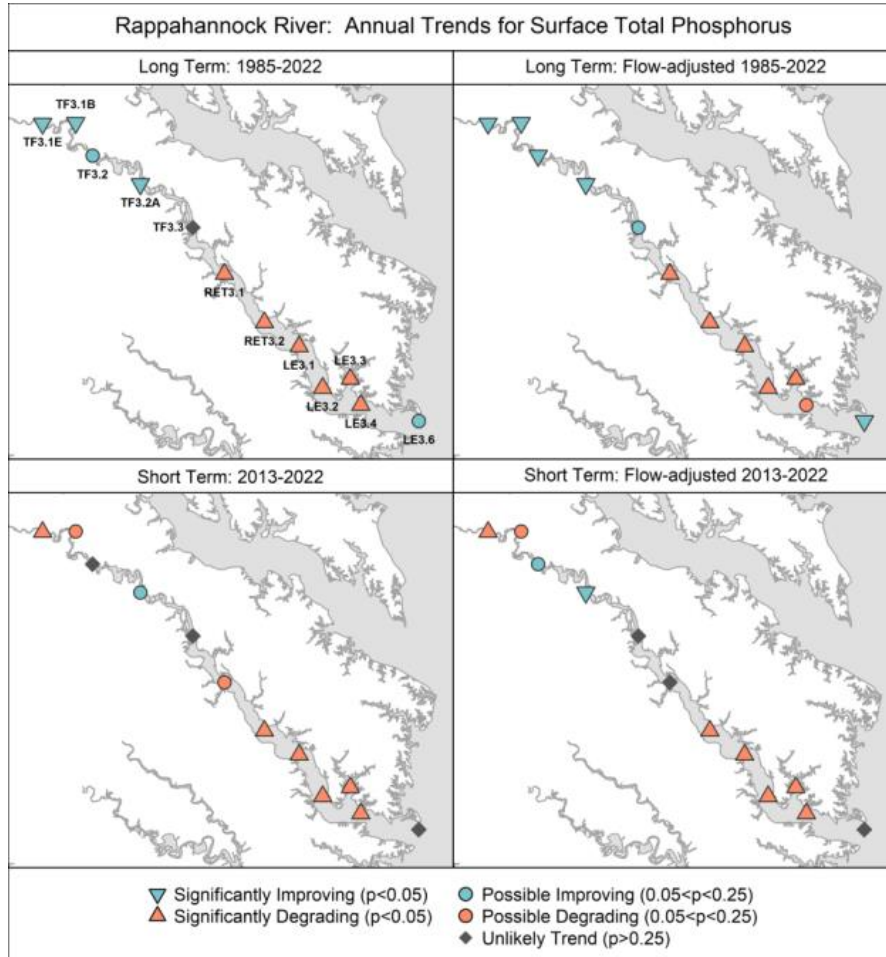 Rappahannock River:  Annual Trends for Surface Total Phosphorus
Long Term: 1985-2022
Long Term: Flow-adjusted 1985-2022
TF3.1B
TF3.1E
TF3.2
TF3.2A
TF3.3
RET3.1
RET3.2
LE3.1
LE3.3
LE3.2
LE3.4
LE3.6
Short Term: 2013-2022
Short Term: Flow-adjusted 2013-2022
Significantly Improving (p<0.05)
Possible Improving (0.05<p<0.25)
Significantly Degrading (p<0.05)
Possible Degrading (0.05<p<0.25)
Unlikely Trend (p>0.25)